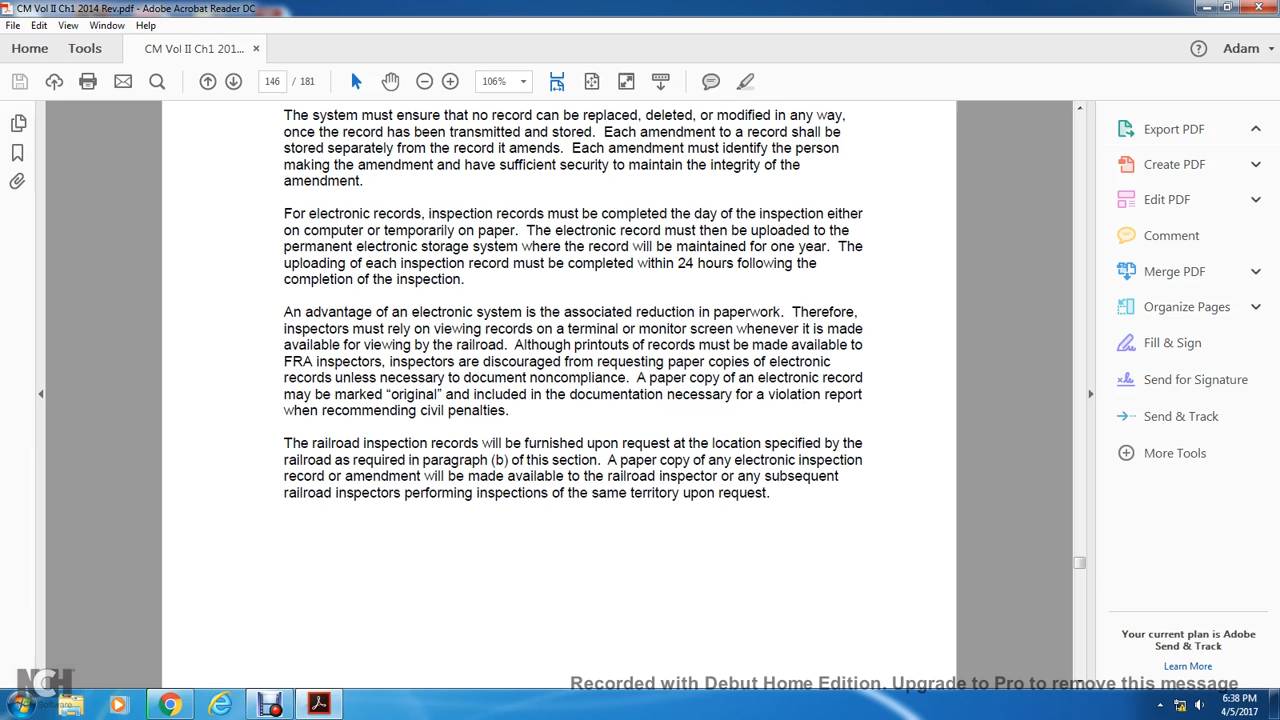 CM Vol II Ch1 2014 Rev.pdf - Adobe Acrobat Reader DC
File Edit View Window Help
Home Tools CM Vol II Ch1 201... × Adam
146 / 181 106%
The system must ensure that no record can be replaced, deleted, or modified in any way,
once the record has been transmitted and stored. Each amendment to a record shall be
stored separately from the record it amends. Each amendment must identify the person
making the amendment and have sufficient security to maintain the integrity of the
amendment.
For electronic records, inspection records must be completed the day of the inspection either
on computer or temporarily on paper. The electronic record must then be uploaded to the
permanent electronic storage system where the record will be maintained for one year. The
uploading of each inspection record must be completed within 24 hours following the
completion of the inspection.
An advantage of an electronic system is the associated reduction in paperwork. Therefore,
inspectors must rely on viewing records on a terminal or monitor screen whenever it is made
available for viewing by the railroad. Although printouts of records must be made available to
FRA inspectors, inspectors are discouraged from requesting paper copies of electronic
records unless necessary to document noncompliance. A paper copy of an electronic record
may be marked “original” and included in the documentation necessary for a violation report
when recommending civil penalties.
The railroad inspection records will be furnished upon request at the location specified by the
railroad as required in paragraph (b) of this section. A paper copy of any electronic inspection
record or amendment will be made available to the railroad inspector or any subsequent
railroad inspectors performing inspections of the same territory upon request.
Export PDF
Create PDF
Edit PDF
Comment
Merge PDF
Organize Pages
Fill & Sign
Send for Signature
Send & Track
More Tools
Your current plan is Adobe
Send & Track
Learn More
NCH
Software
Recorded with Debut Home Edition. Upgrade to Pro to remove this message
6:38 PM
4/5/2017